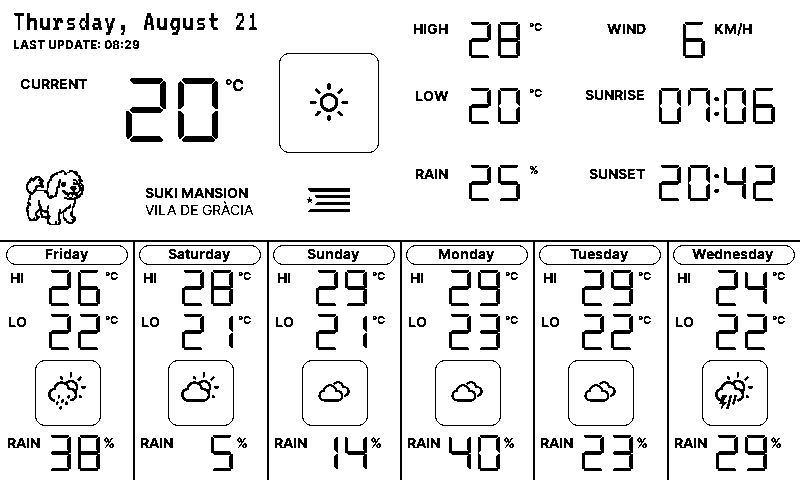 Thursday, August 21
LAST UPDATE: 08:29
CURRENT 20 °C
SUKI MANSION
VILA DE GRÀCIA
HIGH 28 °C
LOW 20 °C
RAIN 25 %
WIND 6 KM/H
SUNRISE 07:06
SUNSET 20:42
Friday
HI 26 °C
LO 22 °C
RAIN 38 %
Saturday
HI 28 °C
LO 21 °C
RAIN 5 %
Sunday
HI 29 °C
LO 21 °C
RAIN 14 %
Monday
HI 29 °C
LO 23 °C
RAIN 40 %
Tuesday
HI 29 °C
LO 22 °C
RAIN 23 %
Wednesday
HI 24 °C
LO 22 °C
RAIN 29 %